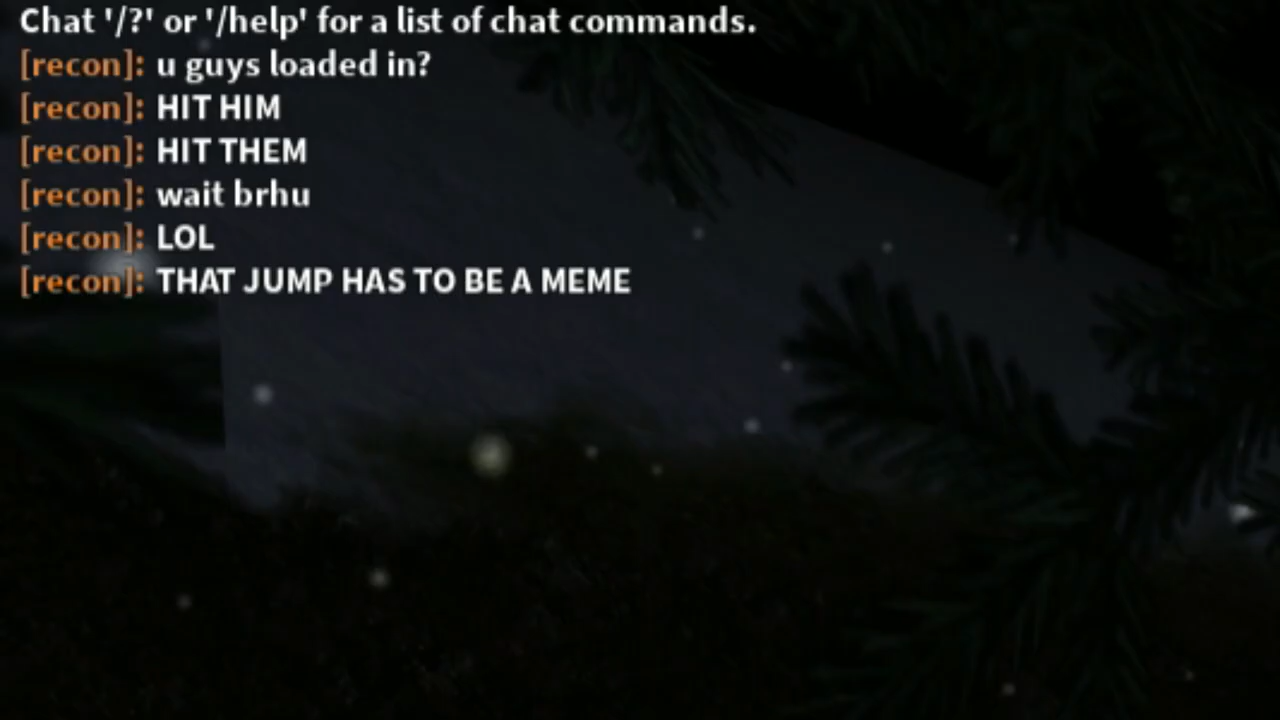 Chat '/?' or '/help' for a list of chat commands.
[recon]: u guys loaded in?
[recon]: HIT HIM
[recon]: HIT THEM
[recon]: wait brhu
[recon]: LOL
[recon]: THAT JUMP HAS TO BE A MEME